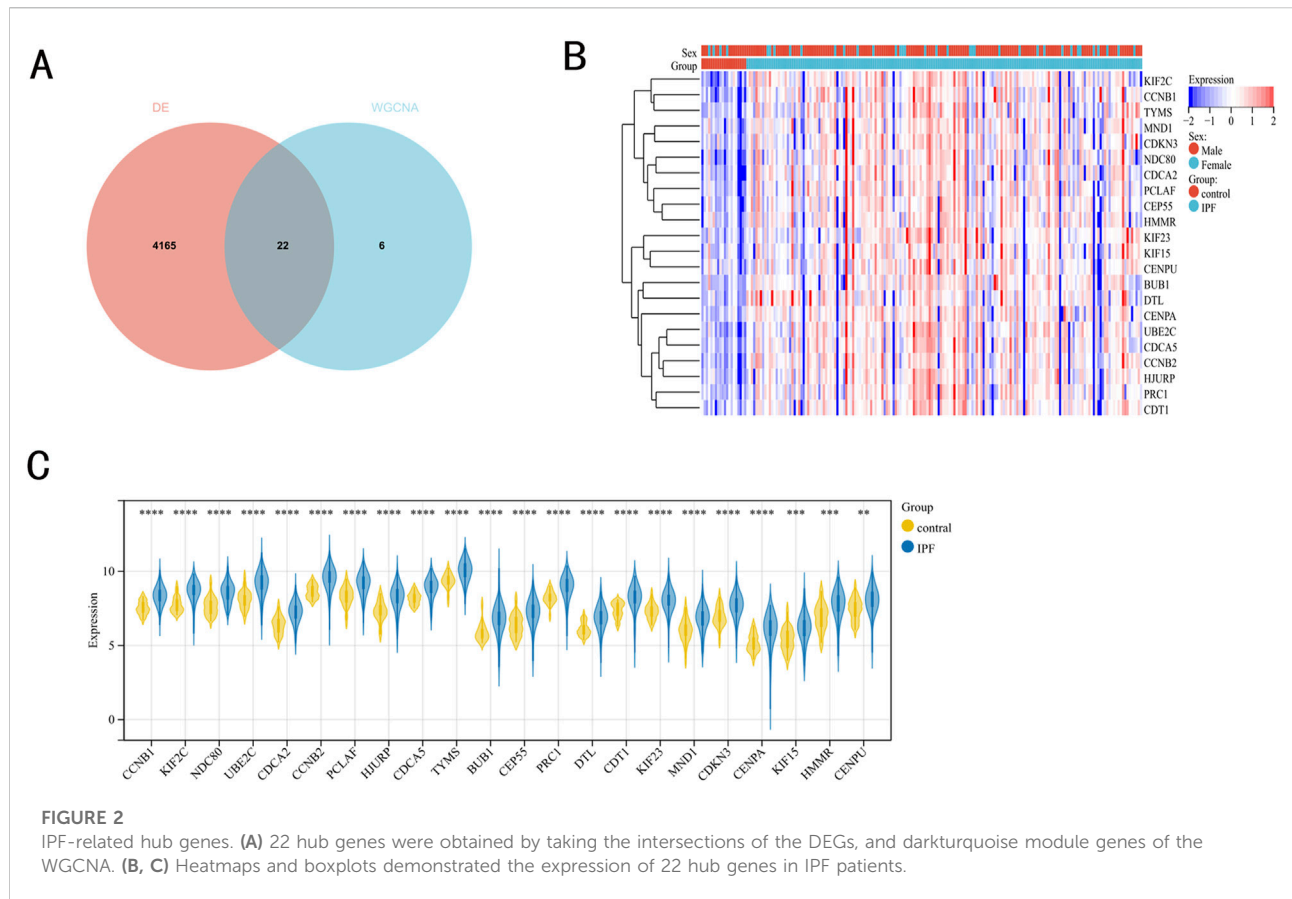 A
DE
WGCNA
4165
22
6
B
Sex
Group
KIF2C
CCNB1
TYMS
MND1
CDKN3
NDC80
CDCA2
PCLAF
CEP55
HMMR
KIF23
KIF15
CENPU
BUB1
DTL
CENPA
UBE2C
CDCA5
CCNB2
HJURP
PRC1
CDT1
Expression
−2 −1 0 1 2
Sex:
Male
Female
Group:
control
IPF
C
Expression
10
5
0
**** **** **** **** **** **** **** **** **** **** **** **** **** **** **** **** **** **** **** *** *** **
CCNB1 KIF2C NDC80 UBE2C CDCA2 CCNB2 PCLAF HJURP CDCA5 TYMS BUB1 CEP55 PRC1 DTL CDT1 KIF23 MND1 CDKN3 CENPA KIF15 HMMR CENPU
Group
contral
IPF
FIGURE 2
IPF-related hub genes. (A) 22 hub genes were obtained by taking the intersections of the DEGs, and darkturquoise module genes of the
WGCNA. (B, C) Heatmaps and boxplots demonstrated the expression of 22 hub genes in IPF patients.